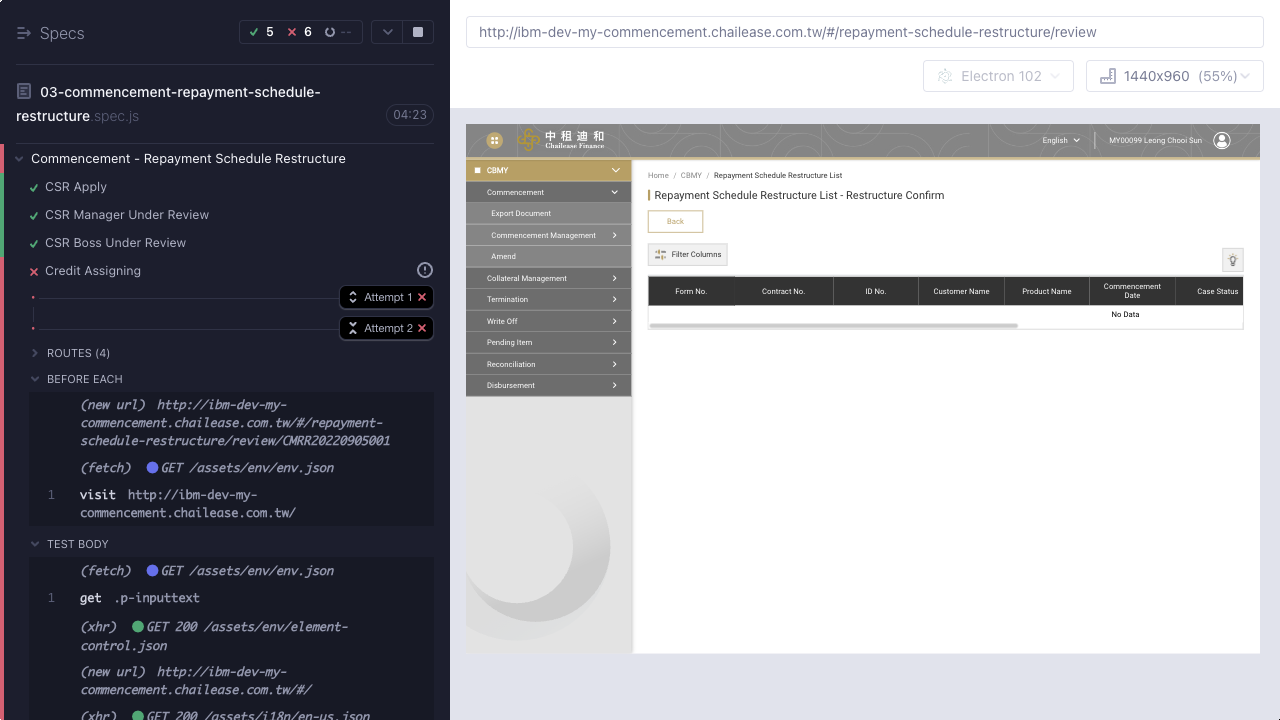 Specs
5
6
--
03-commencement-repayment-schedule-restructure.spec.js
04:23
Commencement - Repayment Schedule Restructure
CSR Apply
CSR Manager Under Review
CSR Boss Under Review
Credit Assigning
Attempt 1
Attempt 2
ROUTES (4)
BEFORE EACH
(new url) http://ibm-dev-my-
commencement.chailease.com.tw/#/repayment-
schedule-restructure/review/CMRR20220905001
(fetch) GET /assets/env/env.json
1 visit http://ibm-dev-my-
commencement.chailease.com.tw/
TEST BODY
(fetch) GET /assets/env/env.json
1 get .p-inputtext
(xhr) GET 200 /assets/env/element-
control.json
(new url) http://ibm-dev-my-
commencement.chailease.com.tw/#/
(xhr) GET 200 /assets/i18n/en-us.json
http://ibm-dev-my-commencement.chailease.com.tw/#/repayment-schedule-restructure/review
Electron 102
1440x960 (55%)
中租迪和
Chailease Finance
English
MY00099 Leong Chooi Sun
CBMY
Commencement
Export Document
Commencement Management
Amend
Collateral Management
Termination
Write Off
Pending Item
Reconciliation
Disbursement
Home / CBMY / Repayment Schedule Restructure List
Repayment Schedule Restructure List - Restructure Confirm
Back
Filter Columns
Form No. Contract No. ID No. Customer Name Product Name Commencement Date Case Status
No Data